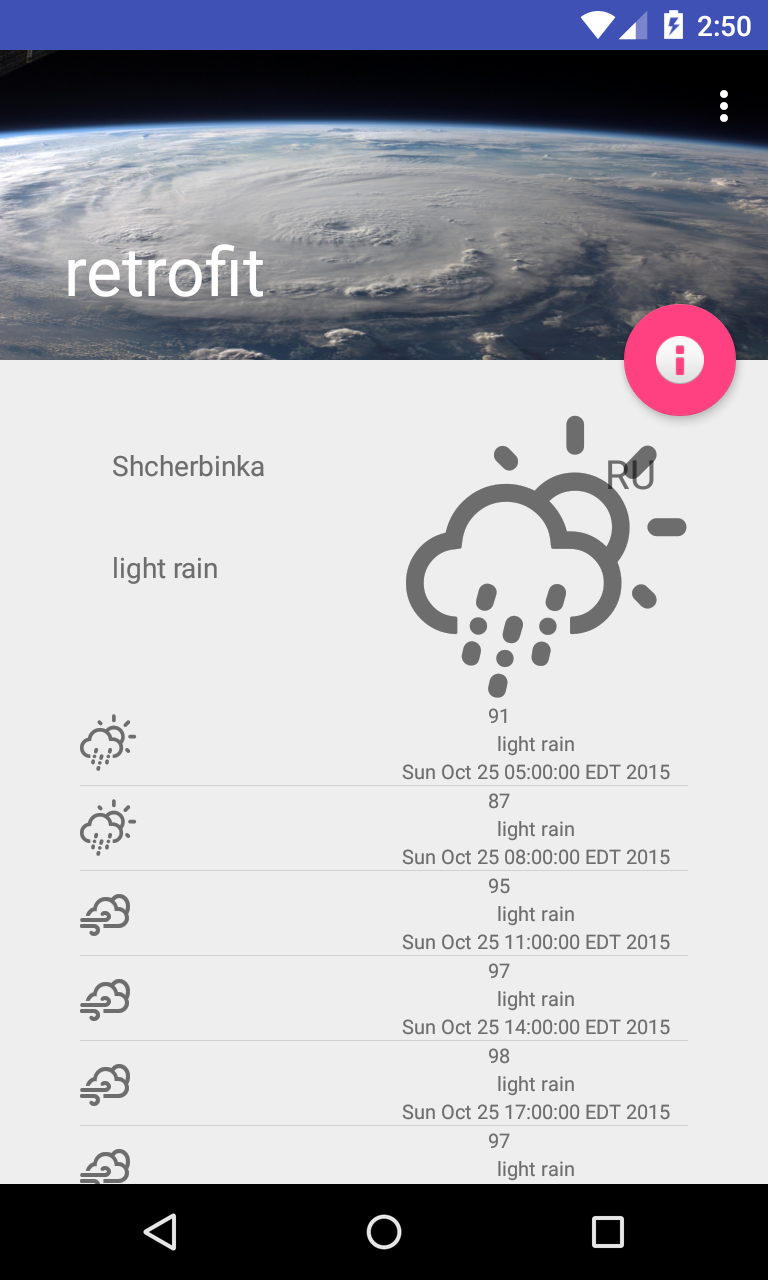 2:50
retrofit
Shcherbinka
RU
light rain
91
light rain
Sun Oct 25 05:00:00 EDT 2015
87
light rain
Sun Oct 25 08:00:00 EDT 2015
95
light rain
Sun Oct 25 11:00:00 EDT 2015
97
light rain
Sun Oct 25 14:00:00 EDT 2015
98
light rain
Sun Oct 25 17:00:00 EDT 2015
97
light rain